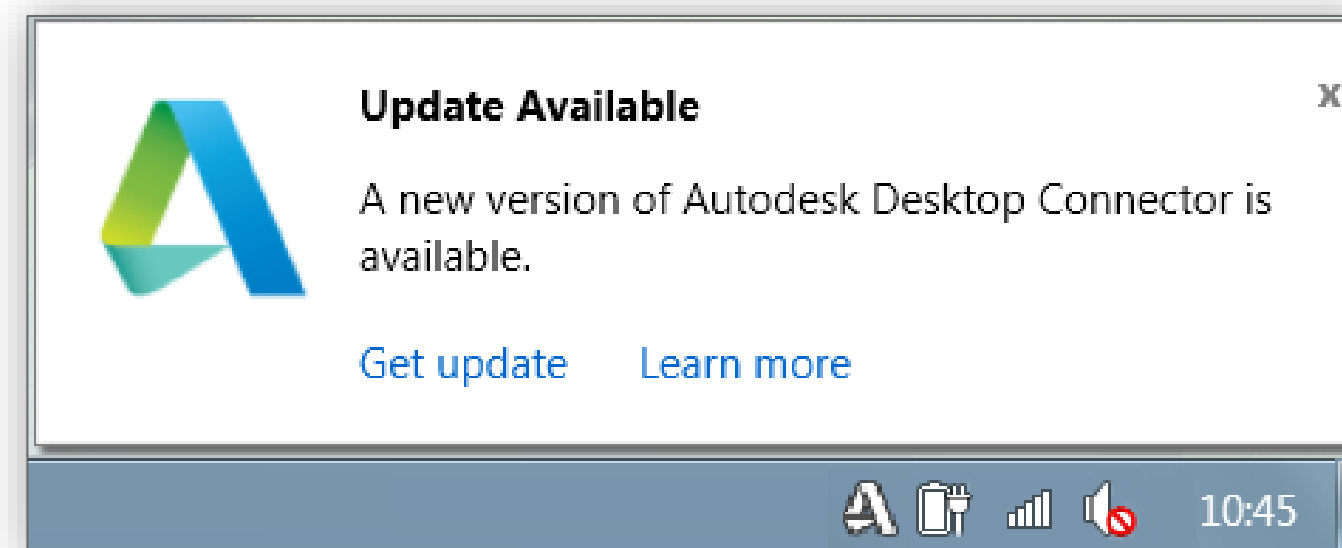 Update Available
x
A new version of Autodesk Desktop Connector is
available.
Get update Learn more
10:45